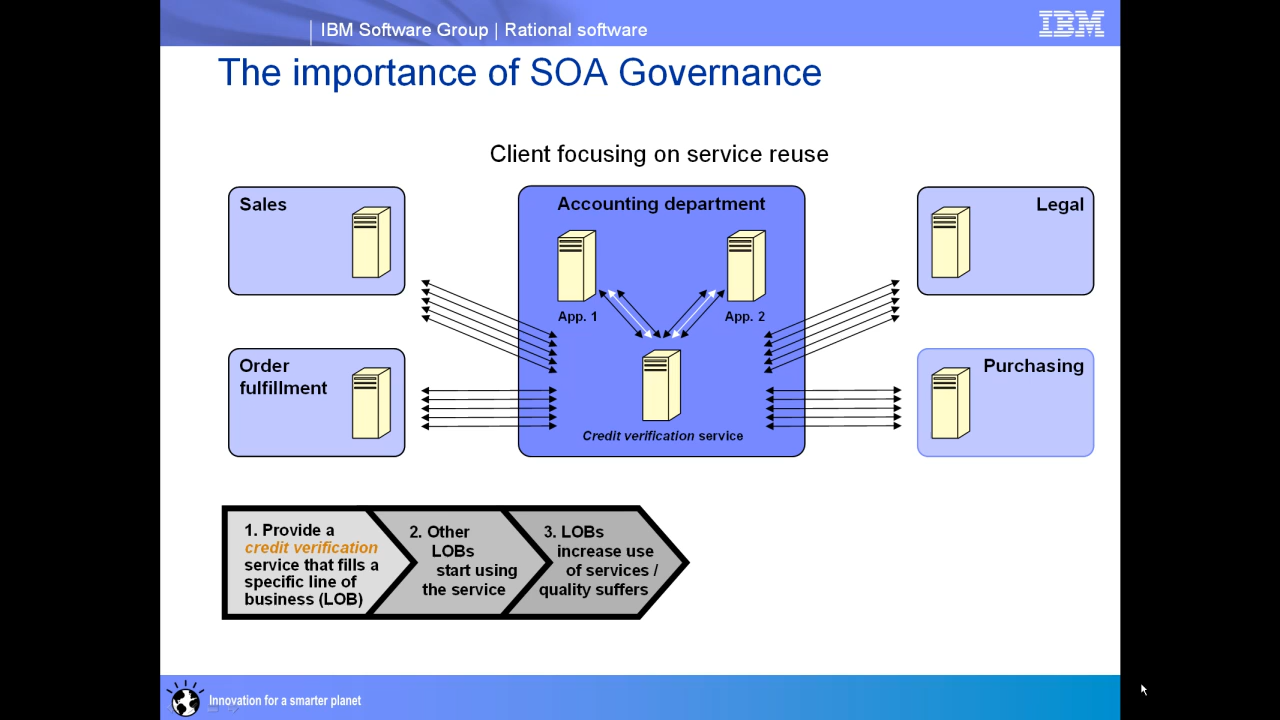 IBM Software Group | Rational software
IBM
The importance of SOA Governance
Client focusing on service reuse
Sales
Accounting department
Legal
App. 1
App. 2
Order
fulfillment
Purchasing
Credit verification service
1. Provide a
credit verification
service that fills a
specific line of
business (LOB)
2. Other
LOBs
start using
the service
3. LOBs
increase use
of services /
quality suffers
Innovation for a smarter planet